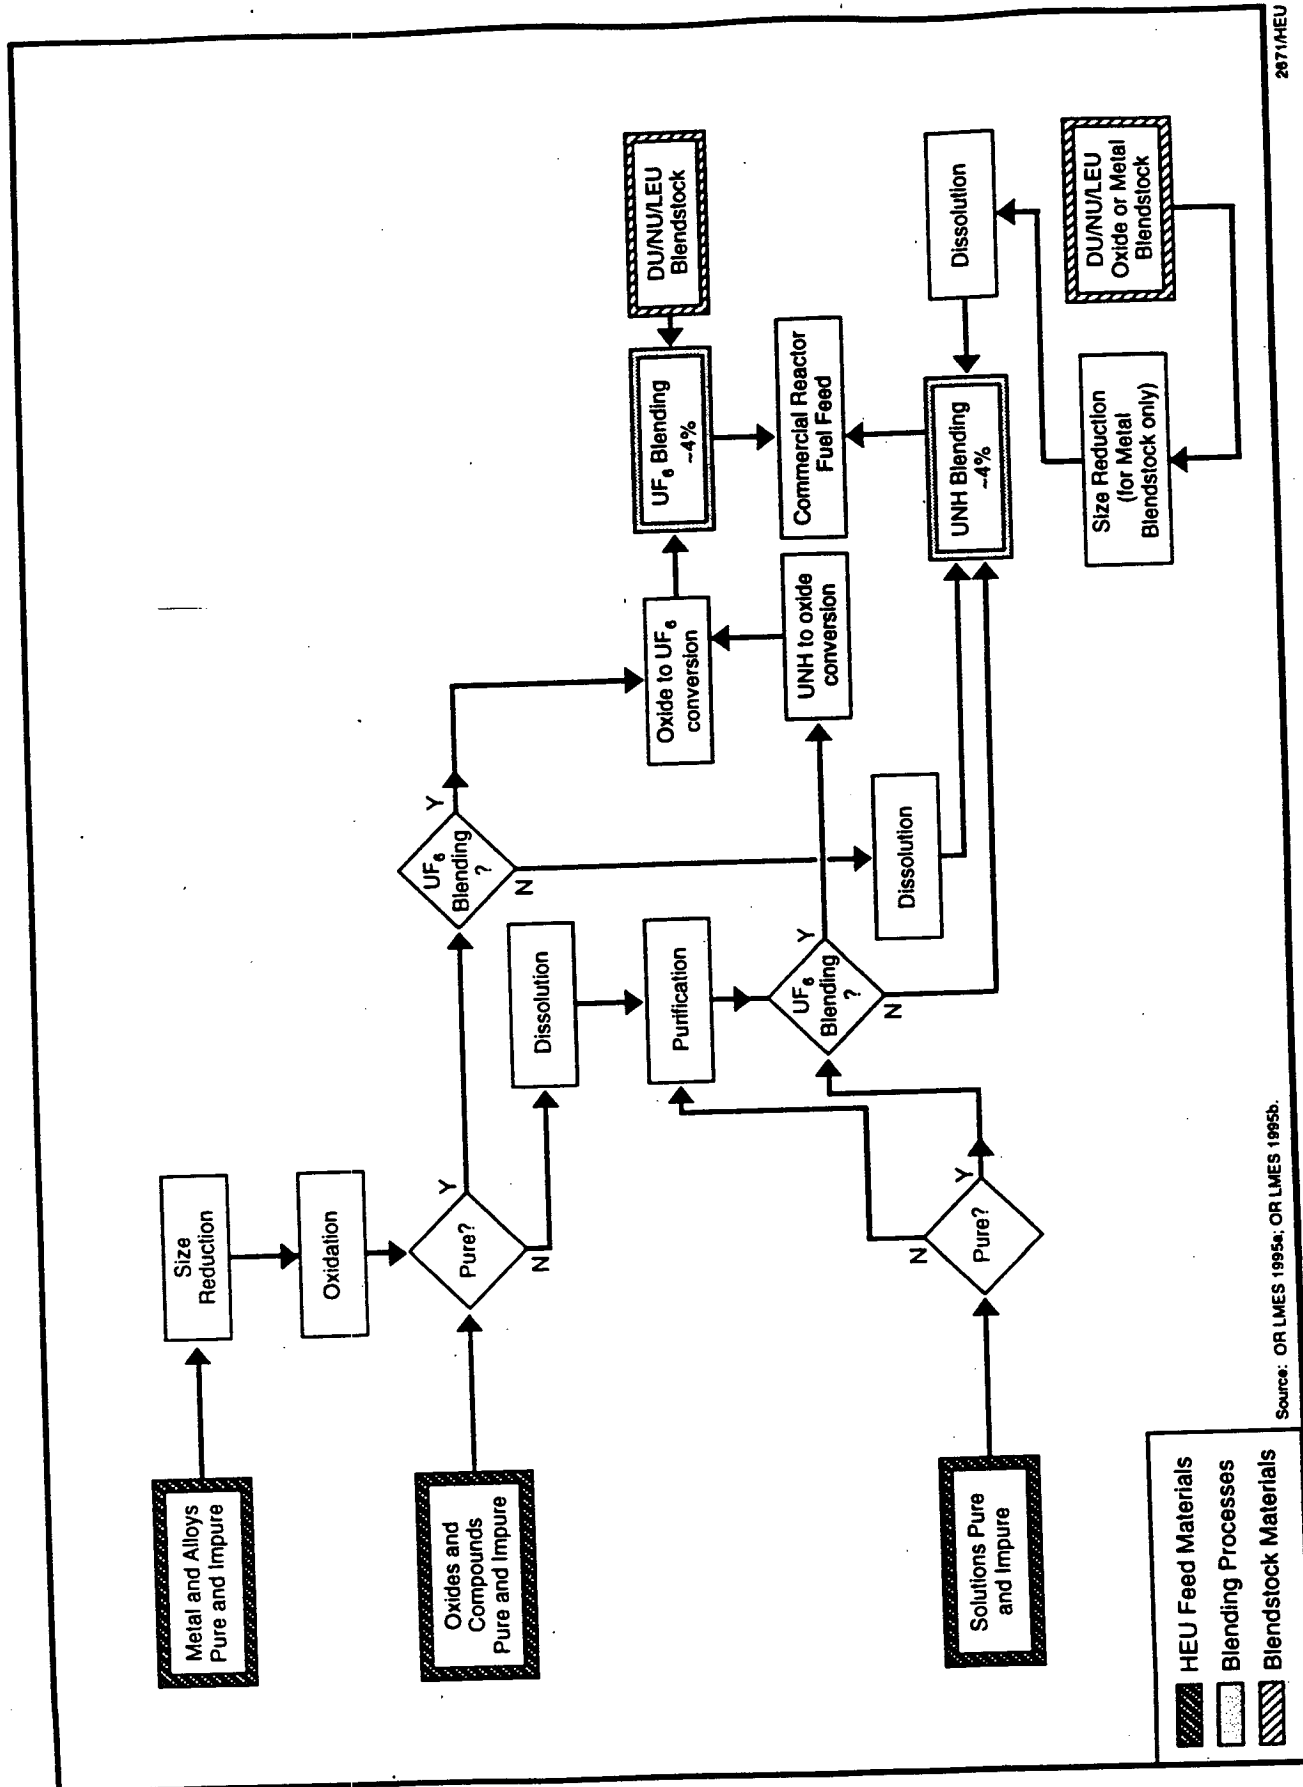 Metal and Alloys
Pure and Impure
Size
Reduction
Oxidation
Oxides and
Compounds
Pure and Impure
Pure?
Y
N
UF₆
Blending
?
Y
N
Dissolution
Purification
Oxide to UF₆
conversion
UF₆ Blending
~4%
DU/NU/LEU
Blendstock
UF₆
Blending
?
Y
N
UNH to oxide
conversion
Commercial Reactor
Fuel Feed
Dissolution
Solutions Pure
and Impure
Pure?
Y
N
UNH Blending
~4%
Dissolution
Size Reduction
(for Metal
Blendstock only)
DU/NU/LEU
Oxide or Metal
Blendstock
HEU Feed Materials
Blending Processes
Blendstock Materials
Source: OR LMES 1995a; OR LMES 1995b.
2671/HEU